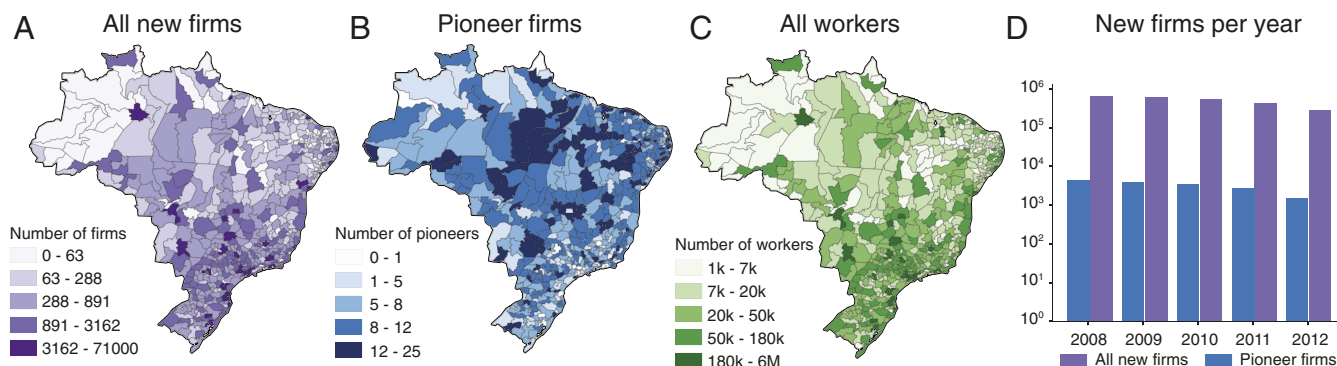 A All new firms
Number of firms
0 - 63
63 - 288
288 - 891
891 - 3162
3162 - 71000
B Pioneer firms
Number of pioneers
0 - 1
1 - 5
5 - 8
8 - 12
12 - 25
C All workers
Number of workers
1k - 7k
7k - 20k
20k - 50k
50k - 180k
180k - 6M
D New firms per year
10⁶
10⁵
10⁴
10³
10²
10¹
10⁰
2008 2009 2010 2011 2012
All new firms Pioneer firms